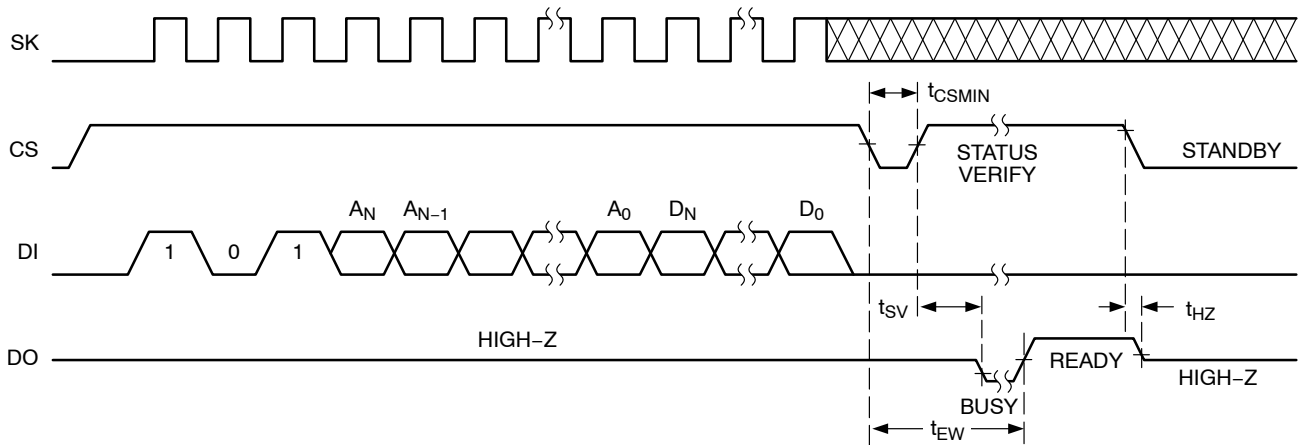 SK
tCSMIN
CS
STATUS
VERIFY
STANDBY
AN
AN−1
A0
DN
D0
DI
1
0
1
tSV
tHZ
HIGH−Z
DO
READY
HIGH−Z
BUSY
tEW